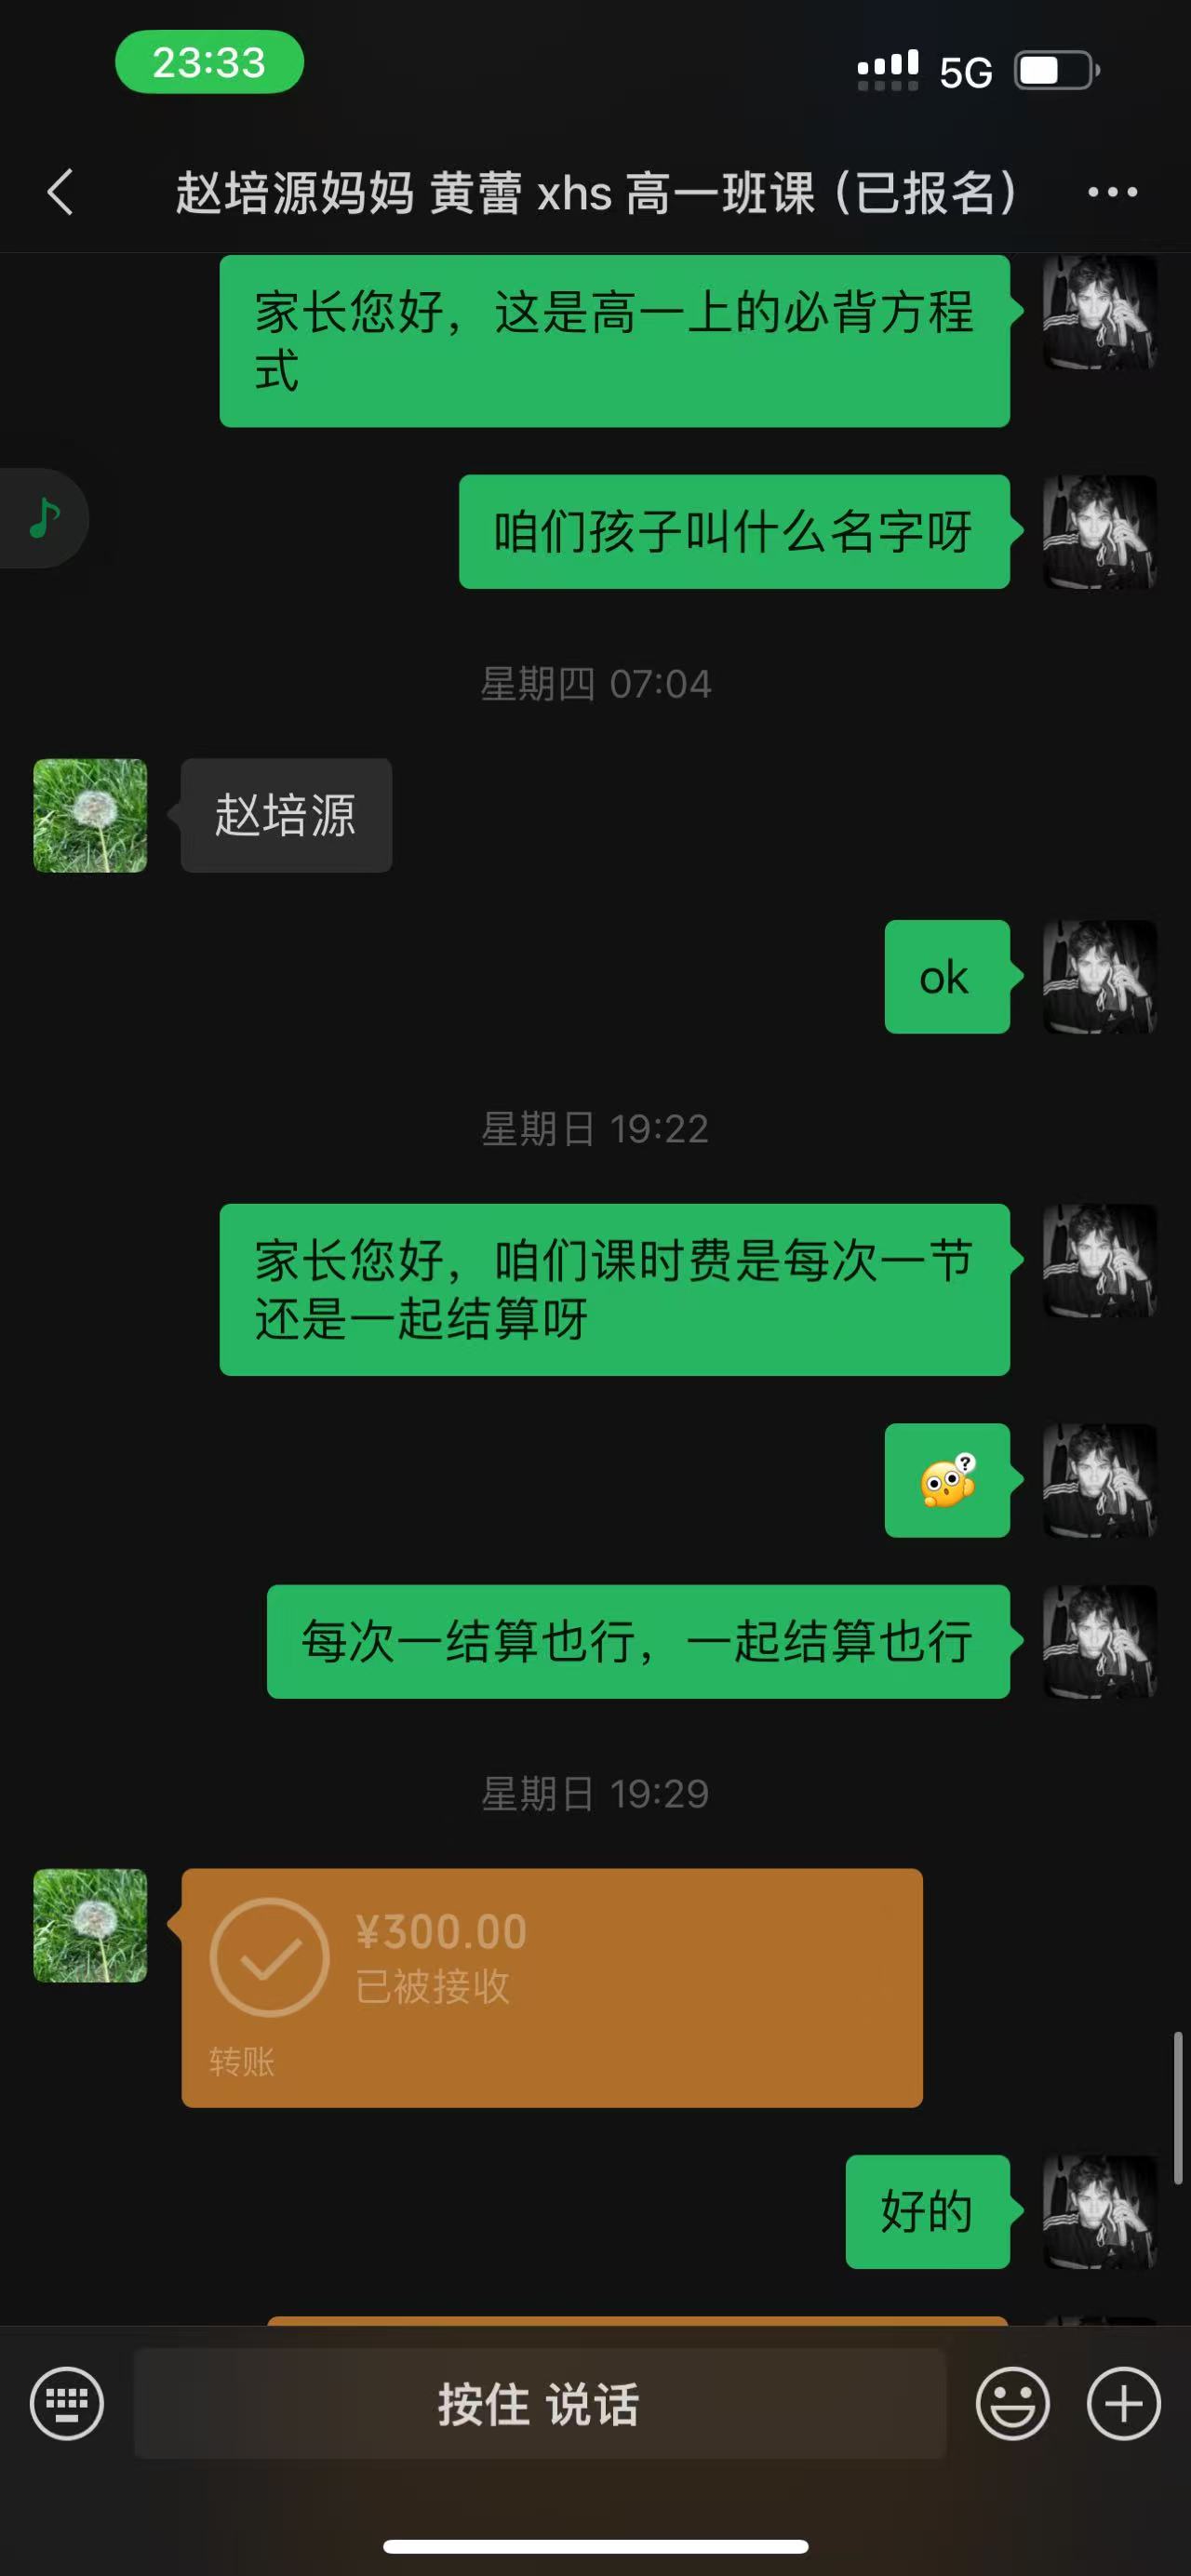 23:33
5G
赵培源妈妈 黄蕾 xhs 高一班课（已报名）
家长您好，这是高一上的必背方程
式
咱们孩子叫什么名字呀
星期四 07:04
赵培源
ok
星期日 19:22
家长您好，咱们课时费是每次一节
还是一起结算呀
?
每次一结算也行，一起结算也行
星期日 19:29
¥300.00
已被接收
转账
好的
按住 说话